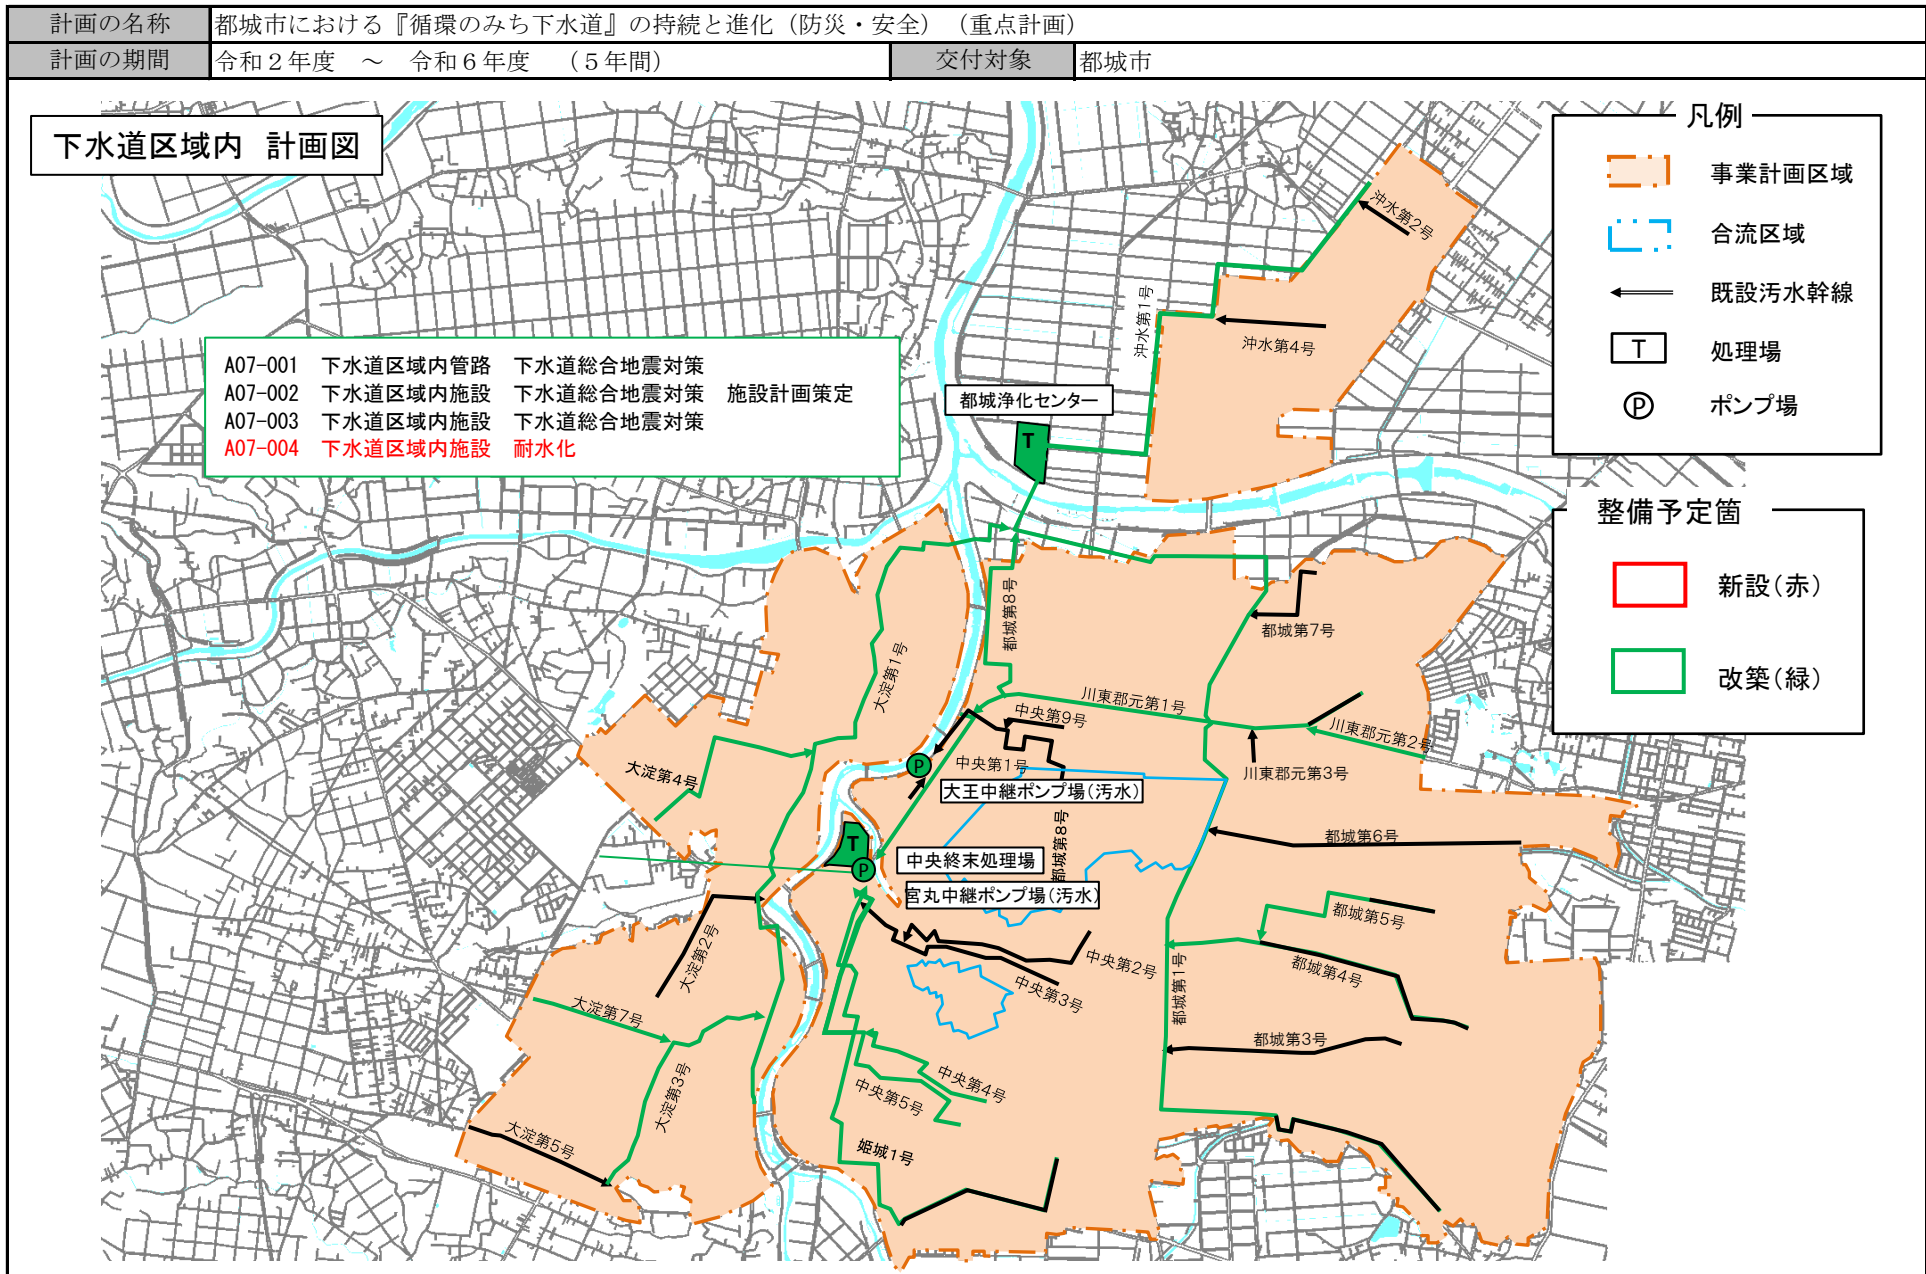 計画の名称 都城市における『循環のみち下水道』の持続と進化（防災・安全）（重点計画）
計画の期間 令和２年度 ～ 令和６年度 （５年間） 交付対象 都城市
下水道区域内 計画図
凡例
事業計画区域
合流区域
既設汚水幹線
T 処理場
P ポンプ場
整備予定箇
新設（赤）
改築（緑）
A07-001 下水道区域内管路 下水道総合地震対策
A07-002 下水道区域内施設 下水道総合地震対策 施設計画策定
A07-003 下水道区域内施設 下水道総合地震対策
A07-004 下水道区域内施設 耐水化
沖水第2号
沖水第1号
沖水第4号
都城浄化センター
T
都城第8号
都城第7号
大淀第1号
川東郡元第1号
中央第9号
川東郡元第2号
中央第1号
川東郡元第3号
大淀第4号
P
大王中継ポンプ場（汚水）
都城第8号
都城第6号
T
中央終末処理場
P
宮丸中継ポンプ場（汚水）
都城第5号
大淀第2号
中央第2号
都城第4号
中央第3号
都城第1号
大淀第7号
都城第3号
大淀第3号
中央第4号
中央第5号
大淀第5号
姫城1号